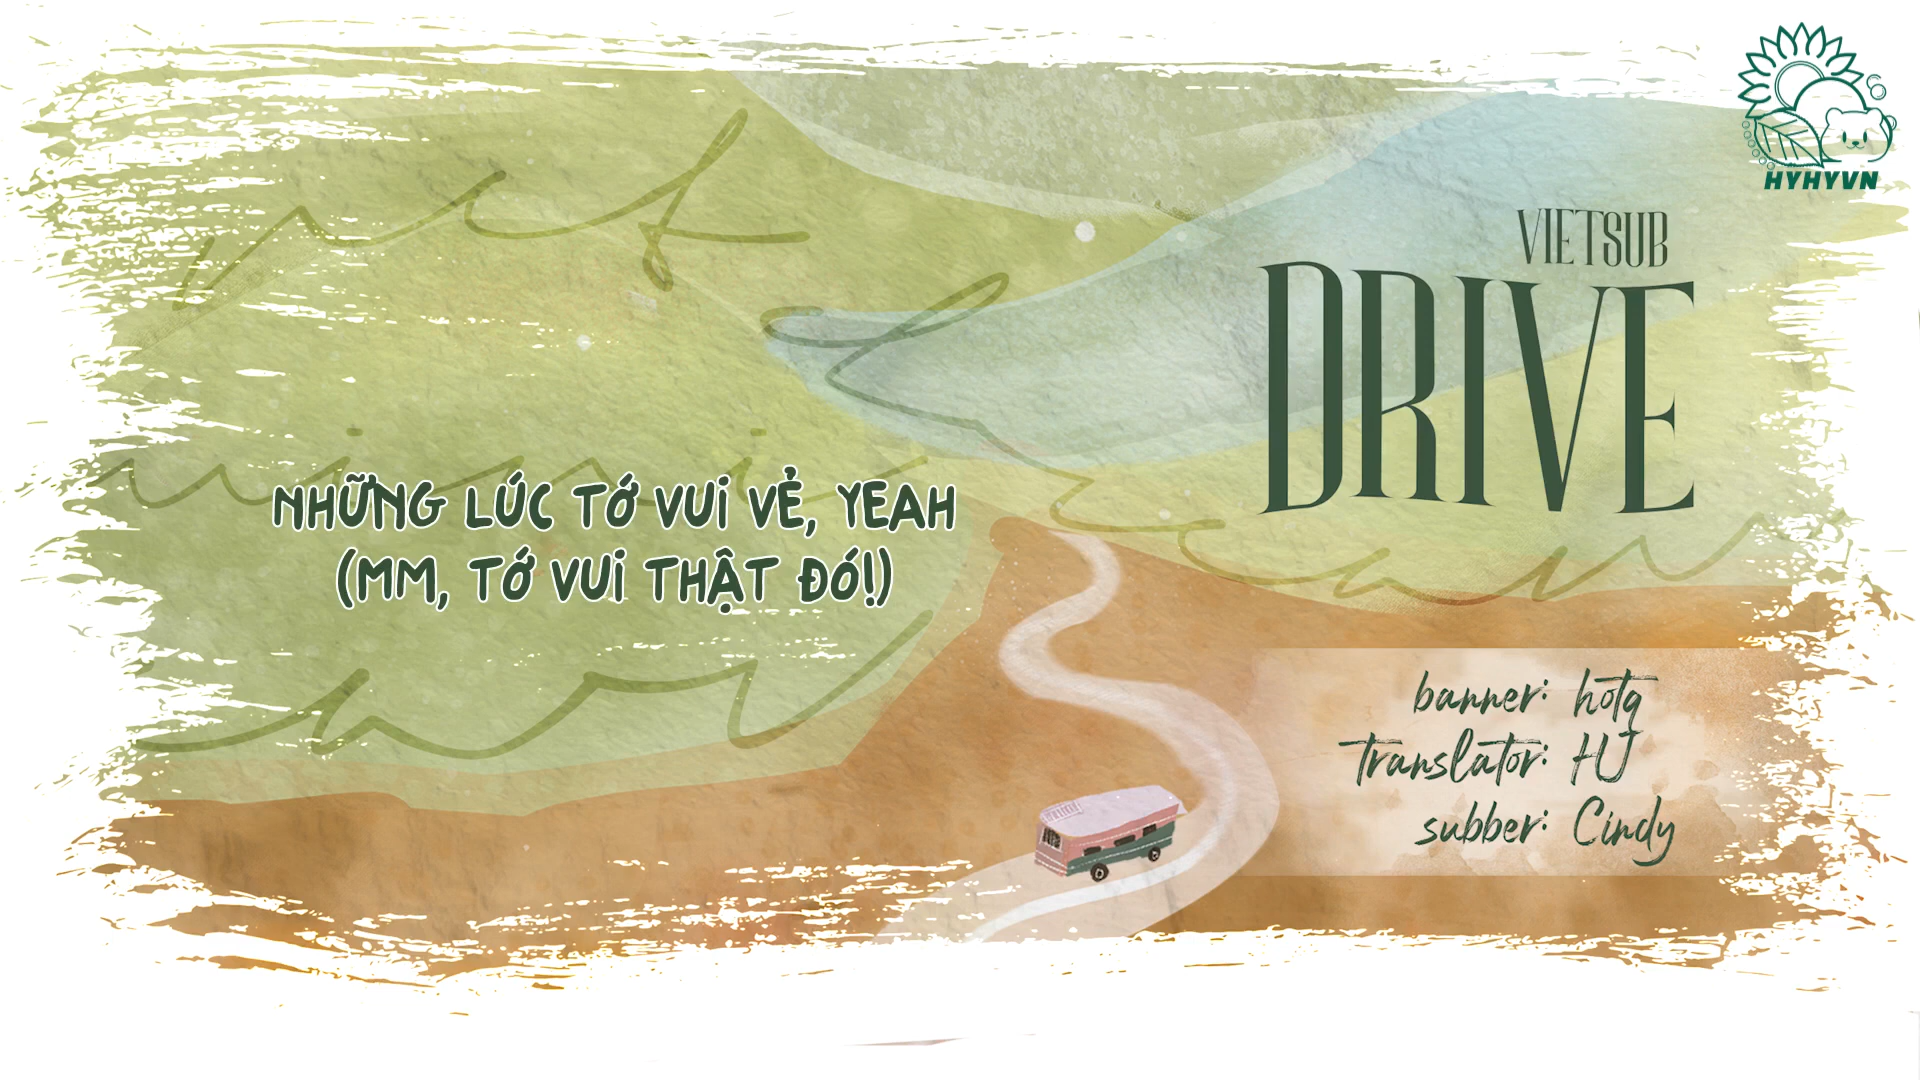 HYHYVN
VIETSUB
DRIVE
NHỮNG LÚC TỚ VUI VẺ, YEAH
(MM, TỚ VUI THẬT ĐÓ!)
banner: hotq
translator: HJ
subber: Cindy